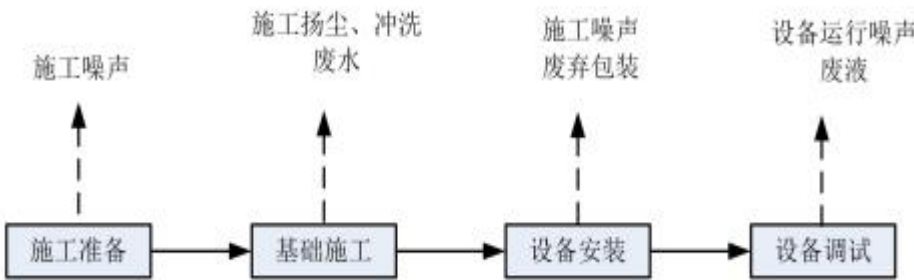 施工扬尘、冲洗
废水
施工噪声
废弃包装
设备运行噪声
废液
施工噪声
施工准备
基础施工
设备安装
设备调试